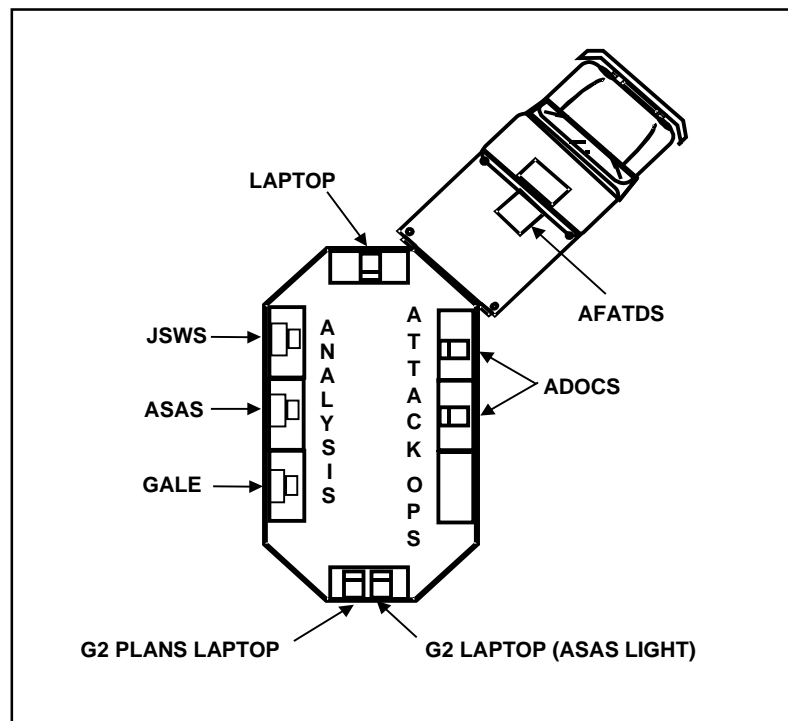 LAPTOP
AFATDS
JSWS
ANALYSIS
ATTACK OPS
ADOCS
ASAS
GALE
G2 PLANS LAPTOP
G2 LAPTOP (ASAS LIGHT)